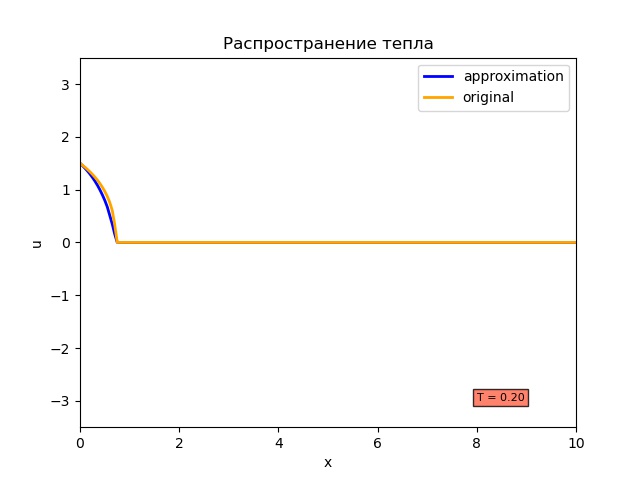 Распространение тепла
approximation
original
3
2
1
0
−1
−2
−3
u
T = 0.20
0 2 4 6 8 10
x